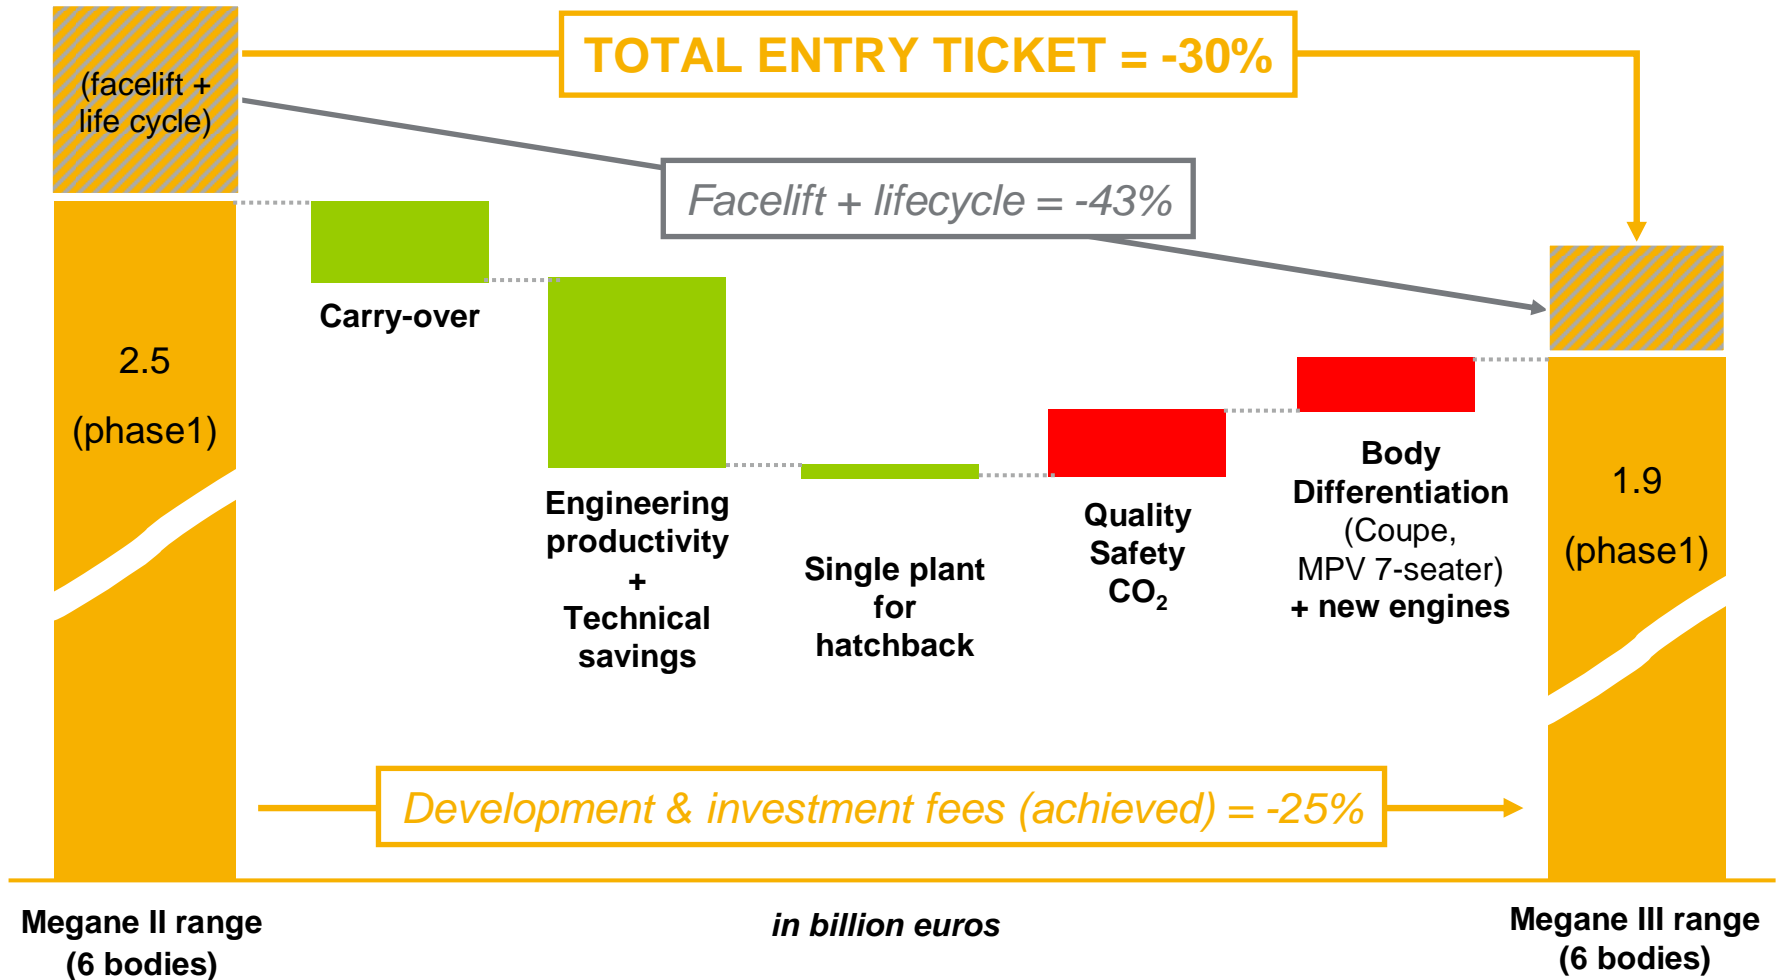 TOTAL ENTRY TICKET = -30%
(facelift +
life cycle)
Facelift + lifecycle = -43%
2.5
(phase1)
Carry-over
Engineering
productivity
+
Technical
savings
Single plant
for
hatchback
Quality
Safety
CO₂
Body
Differentiation
(Coupe,
MPV 7-seater)
+ new engines
1.9
(phase1)
Development & investment fees (achieved) = -25%
Megane II range
(6 bodies)
in billion euros
Megane III range
(6 bodies)